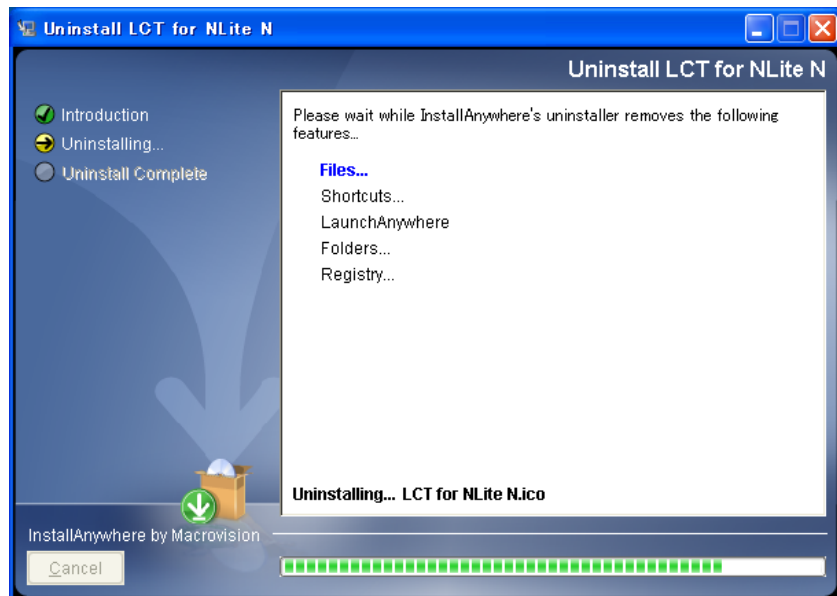 Uninstall LCT for NLite N
Uninstall LCT for NLite N
Introduction
Uninstalling...
Uninstall Complete
Please wait while InstallAnywhere's uninstaller removes the following
features...
Files...
Shortcuts...
LaunchAnywhere
Folders...
Registry...
Uninstalling... LCT for NLite N.ico
InstallAnywhere by Macrovision
Cancel